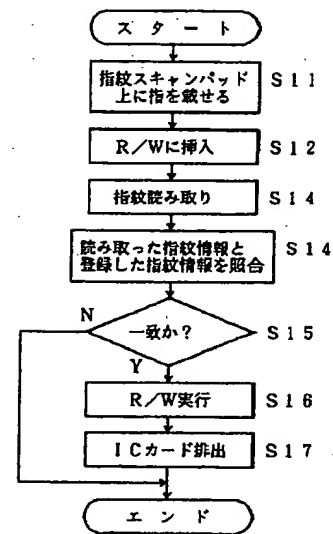 スタート
指紋スキャンパッド
上に指を載せる
S11
R/Wに挿入
S12
指紋読み取り
S14
読み取った指紋情報と
登録した指紋情報を照合
S14
N
一致か?
S15
Y
R/W実行
S16
ICカード排出
S17
エンド